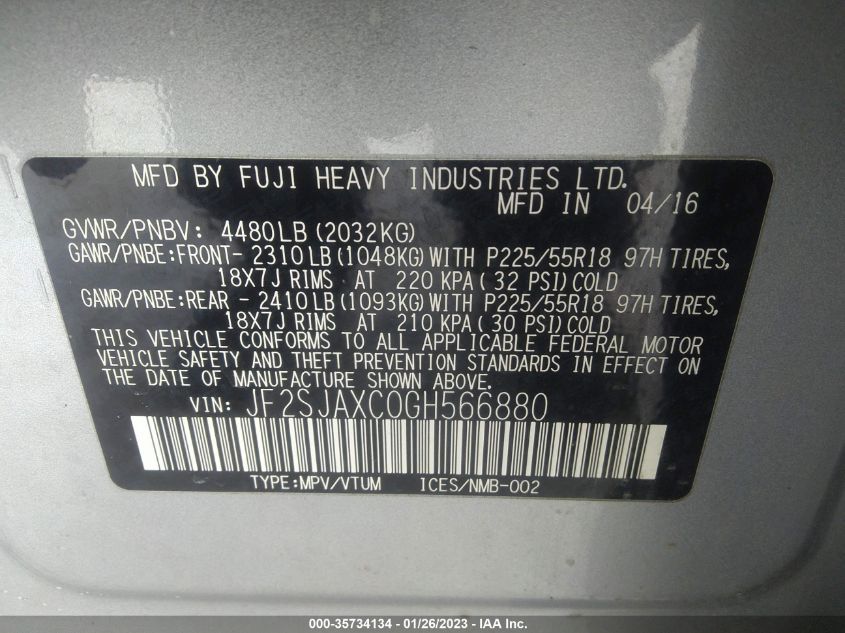 MFD BY FUJI HEAVY INDUSTRIES LTD.
MFD IN 04/16
GVWR/PNBV: 4480LB(2032KG)
GAWR/PNBE:FRONT- 2310LB(1048KG)WITH P225/55R18 97H TIRES,
18X7J RIMS AT 220 KPA(32 PSI)COLD
GAWR/PNBE:REAR - 2410LB(1093KG)WITH P225/55R18 97H TIRES,
18X7J RIMS AT 210 KPA(30 PSI)COLD
THIS VEHICLE CONFORMS TO ALL APPLICABLE FEDERAL MOTOR
VEHICLE SAFETY AND THEFT PREVENTION STANDARDS IN EFFECT ON
THE DATE OF MANUFACTURE SHOWN ABOVE.
VIN: JF2SJAXC0GH566880
TYPE:MPV/VTUM ICES/NMB-002
000-35734134 - 01/26/2023 - IAA Inc.